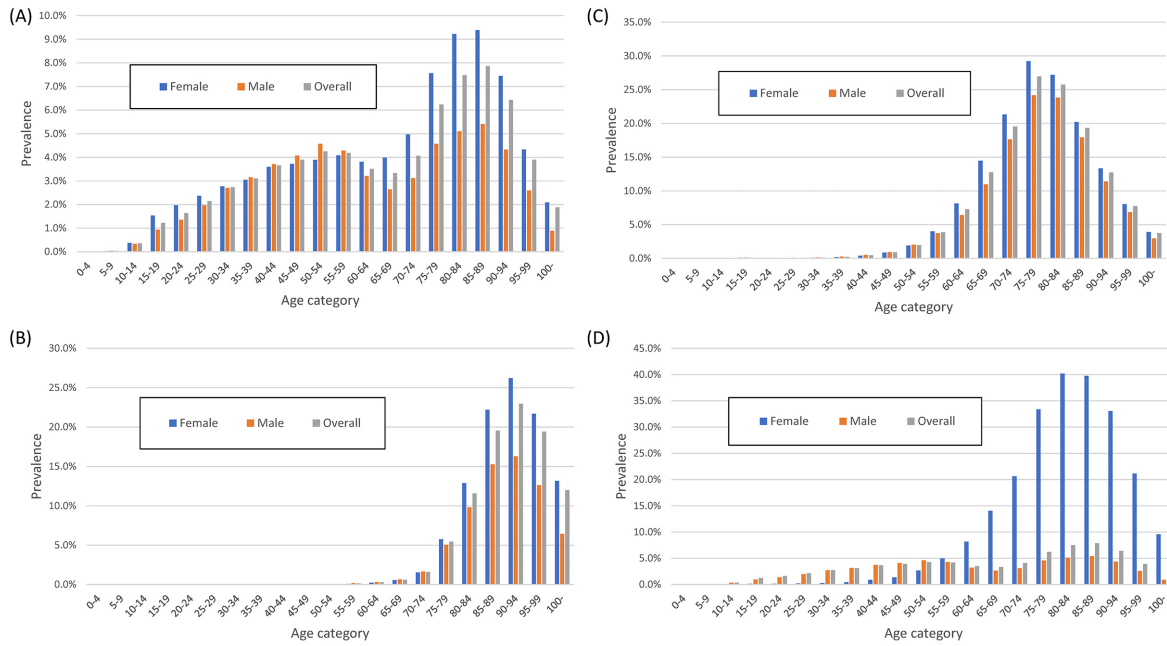 (A)
10.0%
9.0%
8.0%
7.0%
6.0%
5.0%
4.0%
3.0%
2.0%
1.0%
0.0%
Prevalence
Female Male Overall
0-4 5-9 10-14 15-19 20-24 25-29 30-34 35-39 40-44 45-49 50-54 55-59 60-64 65-69 70-74 75-79 80-84 85-89 90-94 95-99 100-
Age category
(B)
30.0%
25.0%
20.0%
15.0%
10.0%
5.0%
0.0%
Prevalence
Female Male Overall
0-4 5-9 10-14 15-19 20-24 25-29 30-34 35-39 40-44 45-49 50-54 55-59 60-64 65-69 70-74 75-79 80-84 85-89 90-94 95-99 100-
Age category
(C)
35.0%
30.0%
25.0%
20.0%
15.0%
10.0%
5.0%
0.0%
Prevalence
Female Male Overall
0-4 5-9 10-14 15-19 20-24 25-29 30-34 35-39 40-44 45-49 50-54 55-59 60-64 65-69 70-74 75-79 80-84 85-89 90-94 95-99 100-
Age category
(D)
45.0%
40.0%
35.0%
30.0%
25.0%
20.0%
15.0%
10.0%
5.0%
0.0%
Prevalence
Female Male Overall
0-4 5-9 10-14 15-19 20-24 25-29 30-34 35-39 40-44 45-49 50-54 55-59 60-64 65-69 70-74 75-79 80-84 85-89 90-94 95-99 100-
Age category